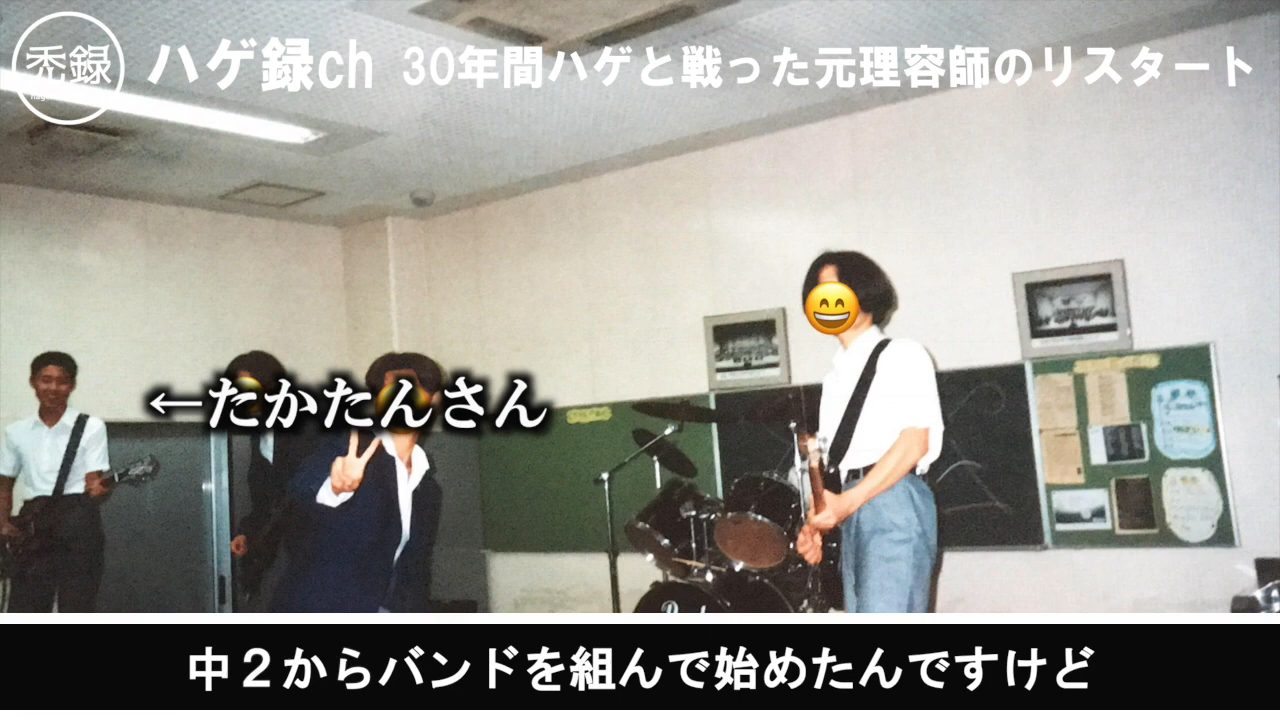 禿録
ハゲ録ch 30年間ハゲと戦った元理容師のリスタート
←たかたんさん
中２からバンドを組んで始めたんですけど